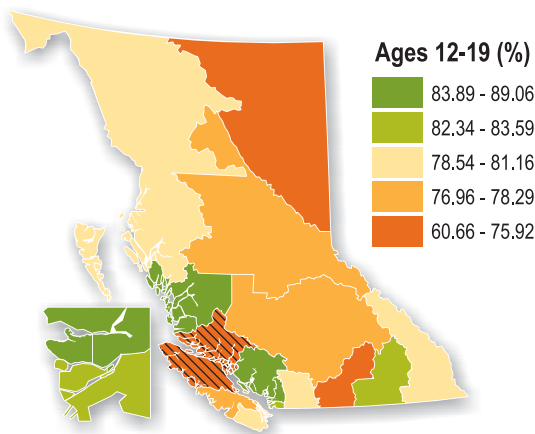 Ages 12-19 (%)
83.89 - 89.06
82.34 - 83.59
78.54 - 81.16
76.96 - 78.29
60.66 - 75.92